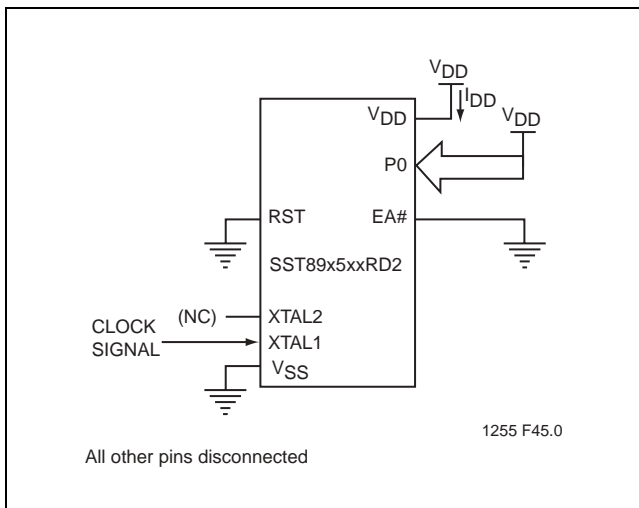 VDD
IDD
VDD
VDD
P0
RST
EA#
SST89x5xxRD2
(NC)
XTAL2
CLOCK
SIGNAL
XTAL1
VSS
1255 F45.0
All other pins disconnected